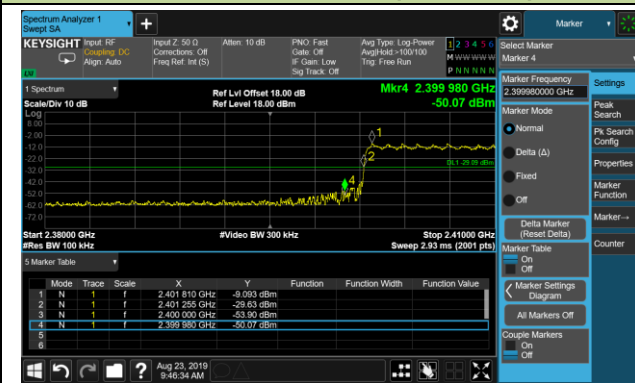 Spectrum Analyzer 1
Swept SA
Marker
KEYSIGHT Input: RF
Coupling: DC
Align: Auto
Input Z: 50 Ω
Corrections: Off
Freq Ref: Int (S)
Atten: 10 dB
PNO: Fast
Gate: Off
IF Gain: Low
Sig Track: Off
Avg Type: Log-Power
Avg|Hold:>100/100
Trig: Free Run
1 2 3 4 5 6
M W W W W W
P N N N N N
LXI
Select Marker
Marker 4
1 Spectrum
Scale/Div 10 dB
Ref Lvl Offset 18.00 dB
Ref Level 18.00 dBm
Mkr4 2.399 980 GHz
-50.07 dBm
Log
8.00
-2.00
-12.0
-22.0
-32.0
-42.0
-52.0
-62.0
-72.0
1
2
4
DL1 -29.09 dBm
Start 2.38000 GHz
#Res BW 100 kHz
#Video BW 300 kHz
Stop 2.41000 GHz
Sweep 2.93 ms (2001 pts)
5 Marker Table
Mode Trace Scale X Y Function Function Width Function Value
1 N 1 f 2.401 810 GHz -9.093 dBm
2 N 1 f 2.401 255 GHz -29.63 dBm
3 N 1 f 2.400 000 GHz -53.90 dBm
4 N 1 f 2.399 980 GHz -50.07 dBm
5
6
Marker Frequency
2.399980000 GHz
Marker Mode
Normal
Delta (Δ)
Fixed
Off
Delta Marker
(Reset Delta)
Marker Table
On
Off
Marker Settings
Diagram
All Markers Off
Couple Markers
On
Off
Settings
Peak
Search
Pk Search
Config
Properties
Marker
Function
Marker→
Counter
Aug 23, 2019
9:46:34 AM